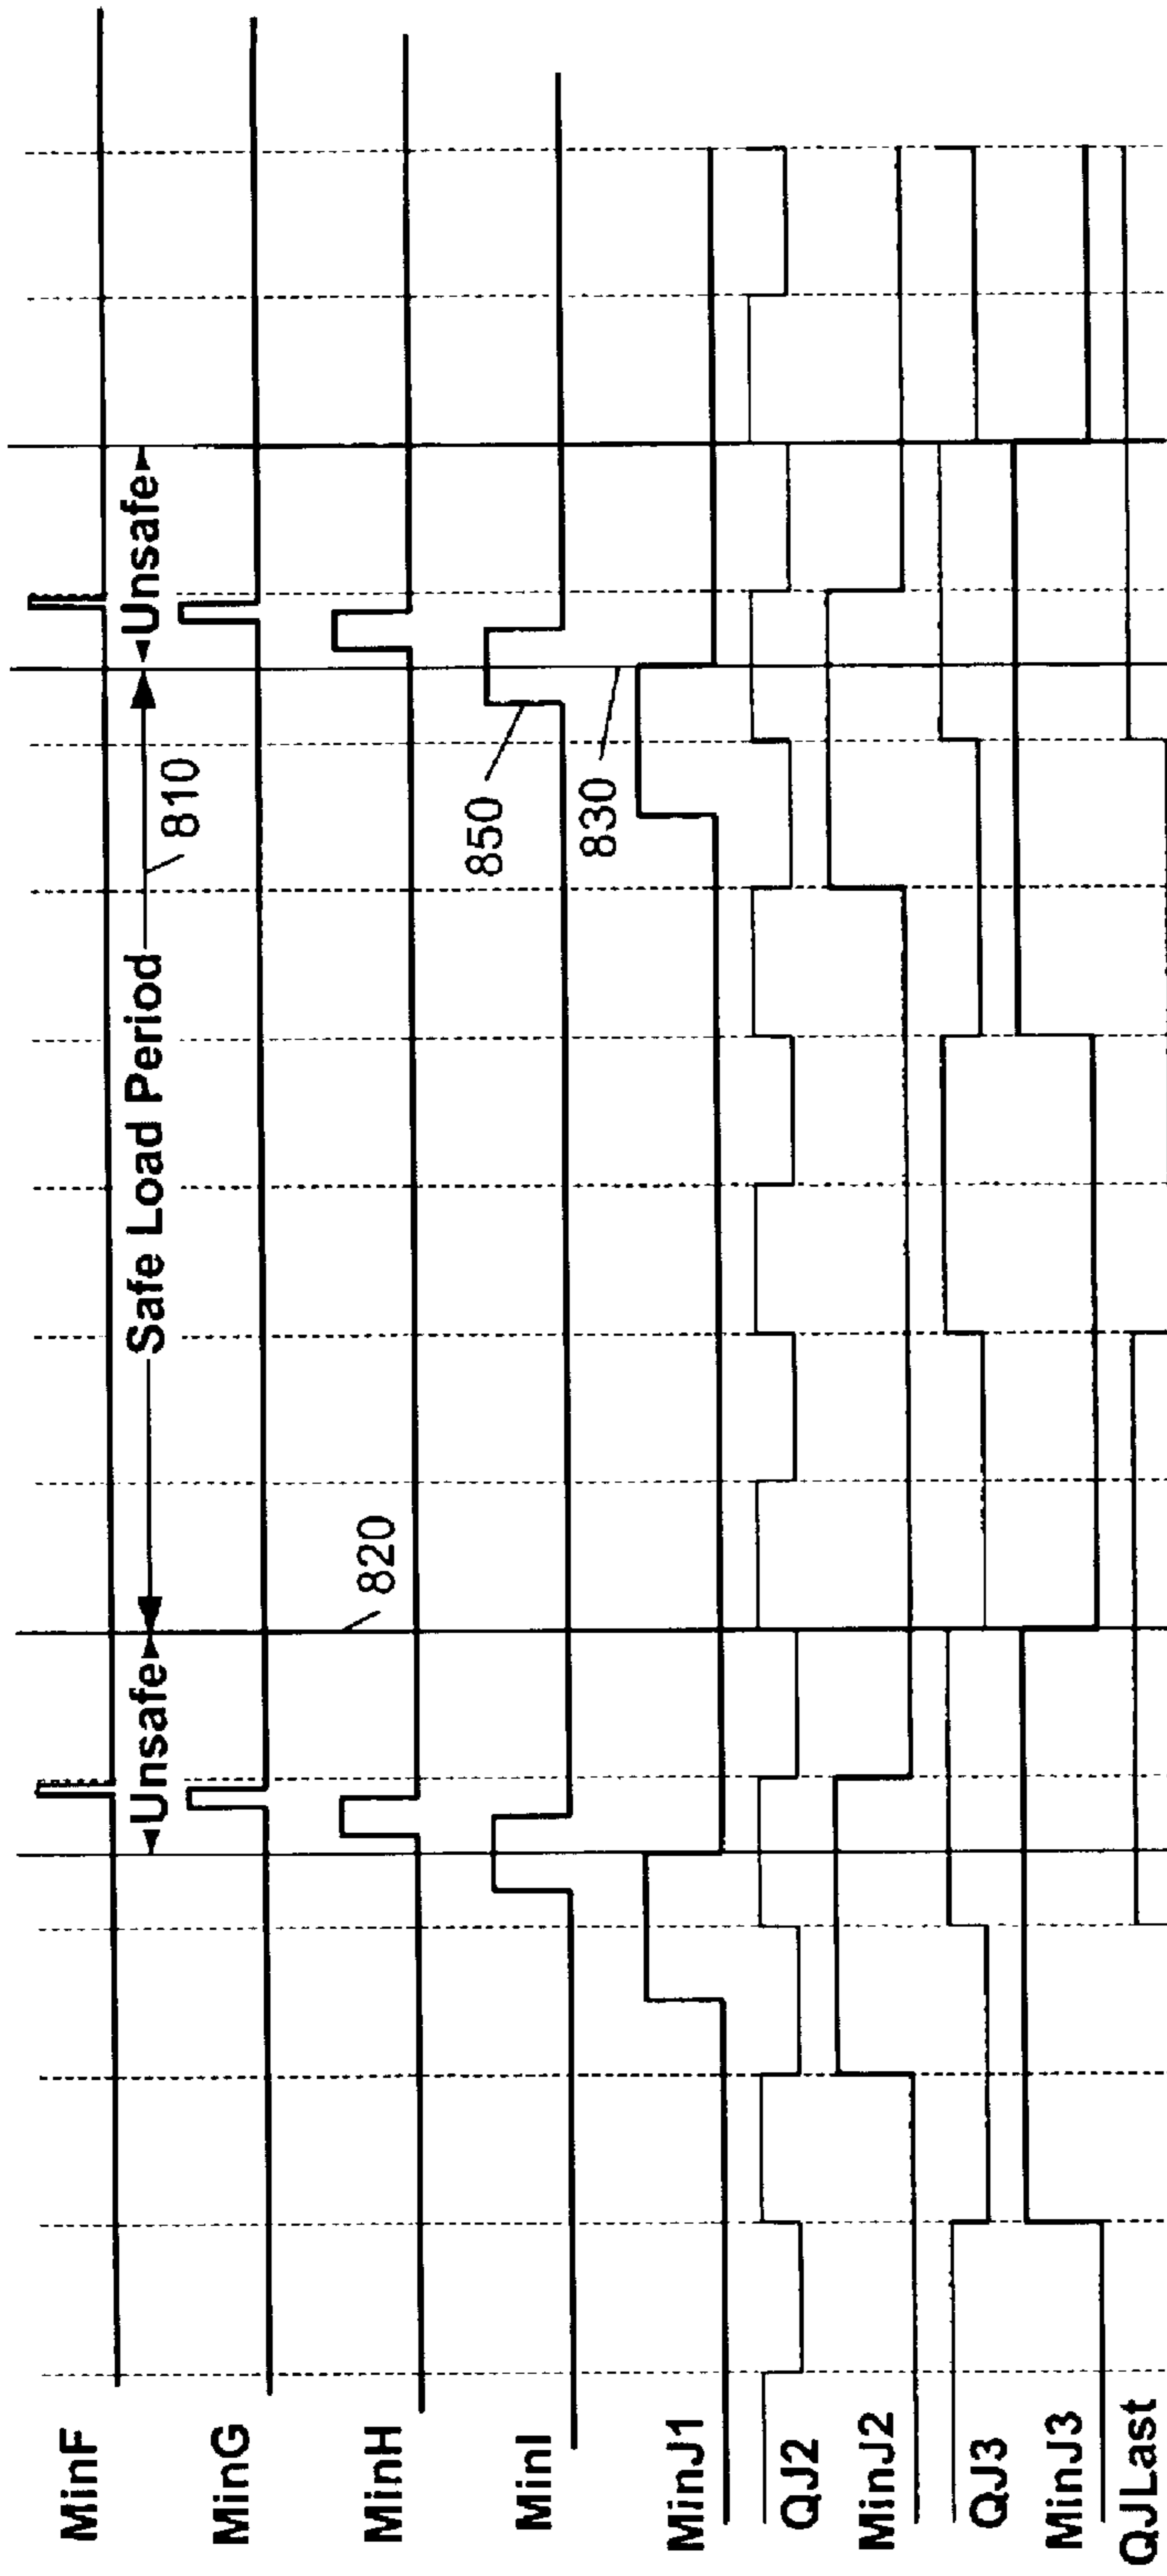 MinF
Unsafe
Safe Load Period
810
Unsafe
MinG
820
MinH
850
MinI
830
MinJ1
QJ2
MinJ2
QJ3
MinJ3
QJLast